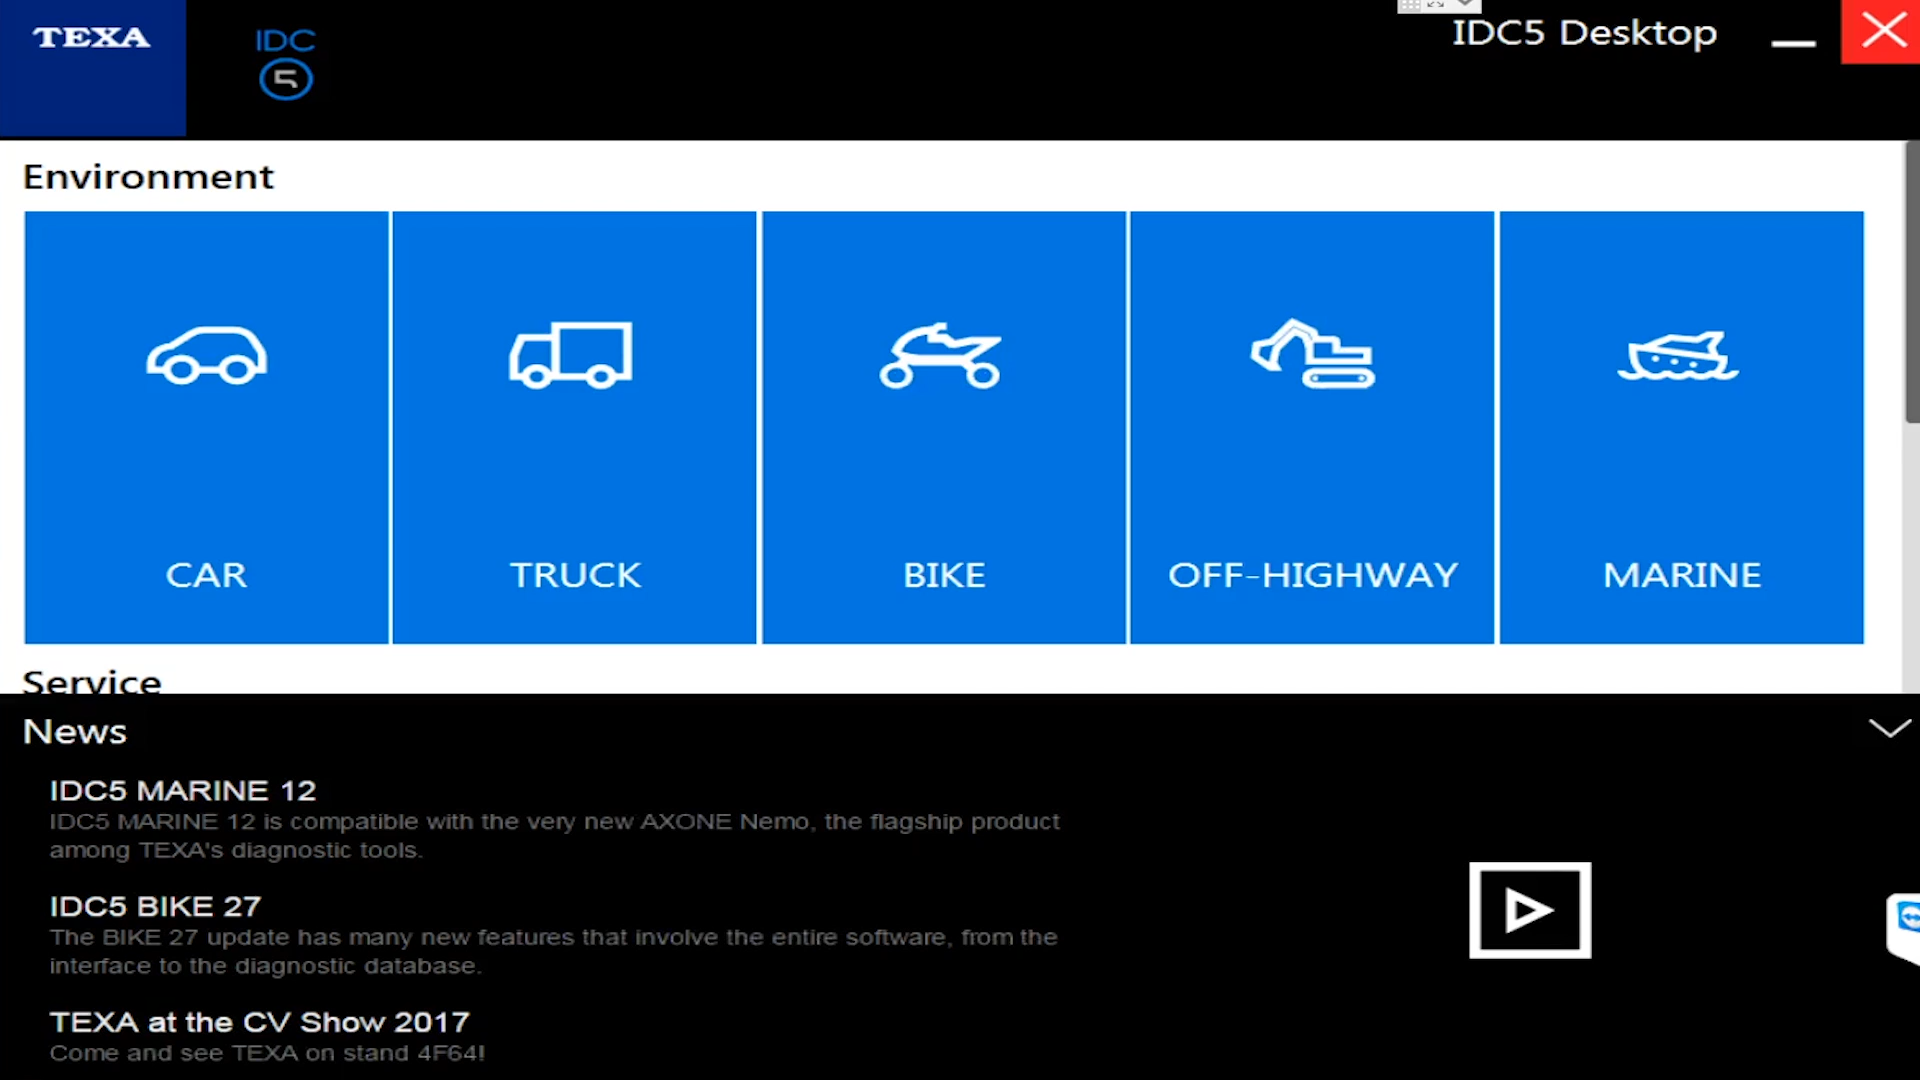 TEXA
IDC
5
IDC5 Desktop
Environment
CAR
TRUCK
BIKE
OFF-HIGHWAY
MARINE
Service
News
IDC5 MARINE 12
IDC5 MARINE 12 is compatible with the very new AXONE Nemo, the flagship product
among TEXA's diagnostic tools.
IDC5 BIKE 27
The BIKE 27 update has many new features that involve the entire software, from the
interface to the diagnostic database.
TEXA at the CV Show 2017
Come and see TEXA on stand 4F64!